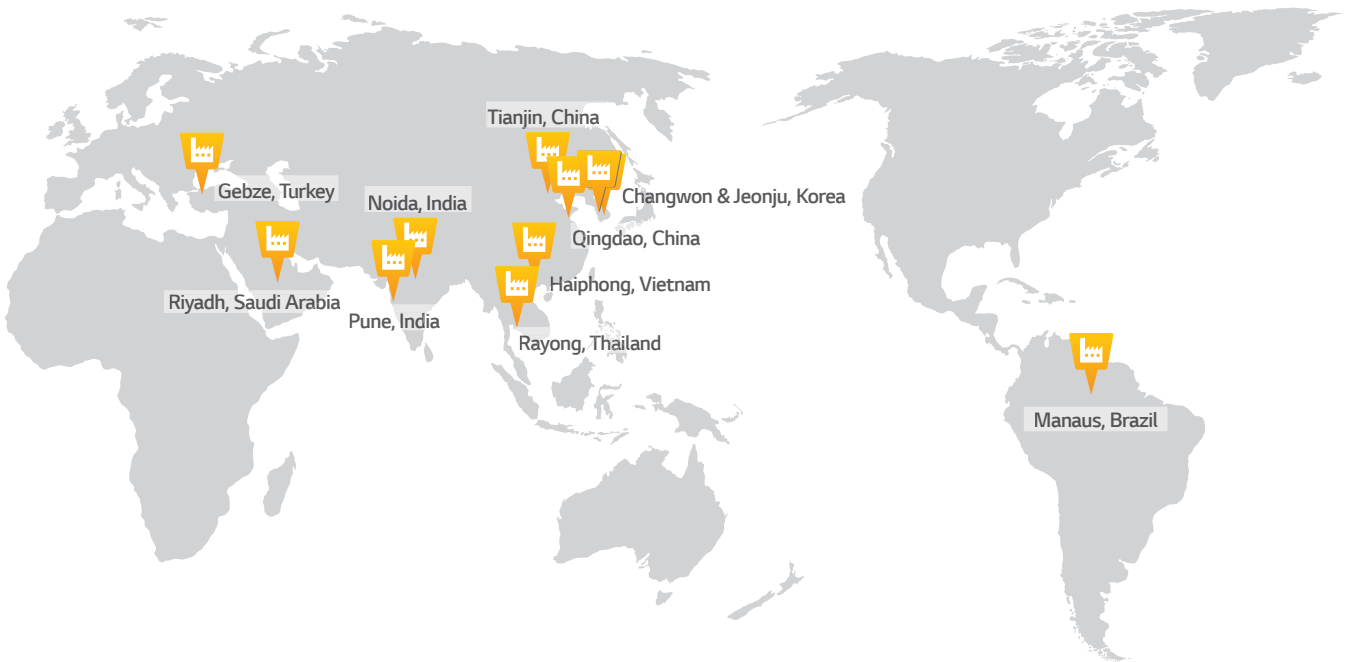 Tianjin, China
Gebze, Turkey
Noida, India
Changwon & Jeonju, Korea
Qingdao, China
Haiphong, Vietnam
Riyadh, Saudi Arabia
Pune, India
Rayong, Thailand
Manaus, Brazil